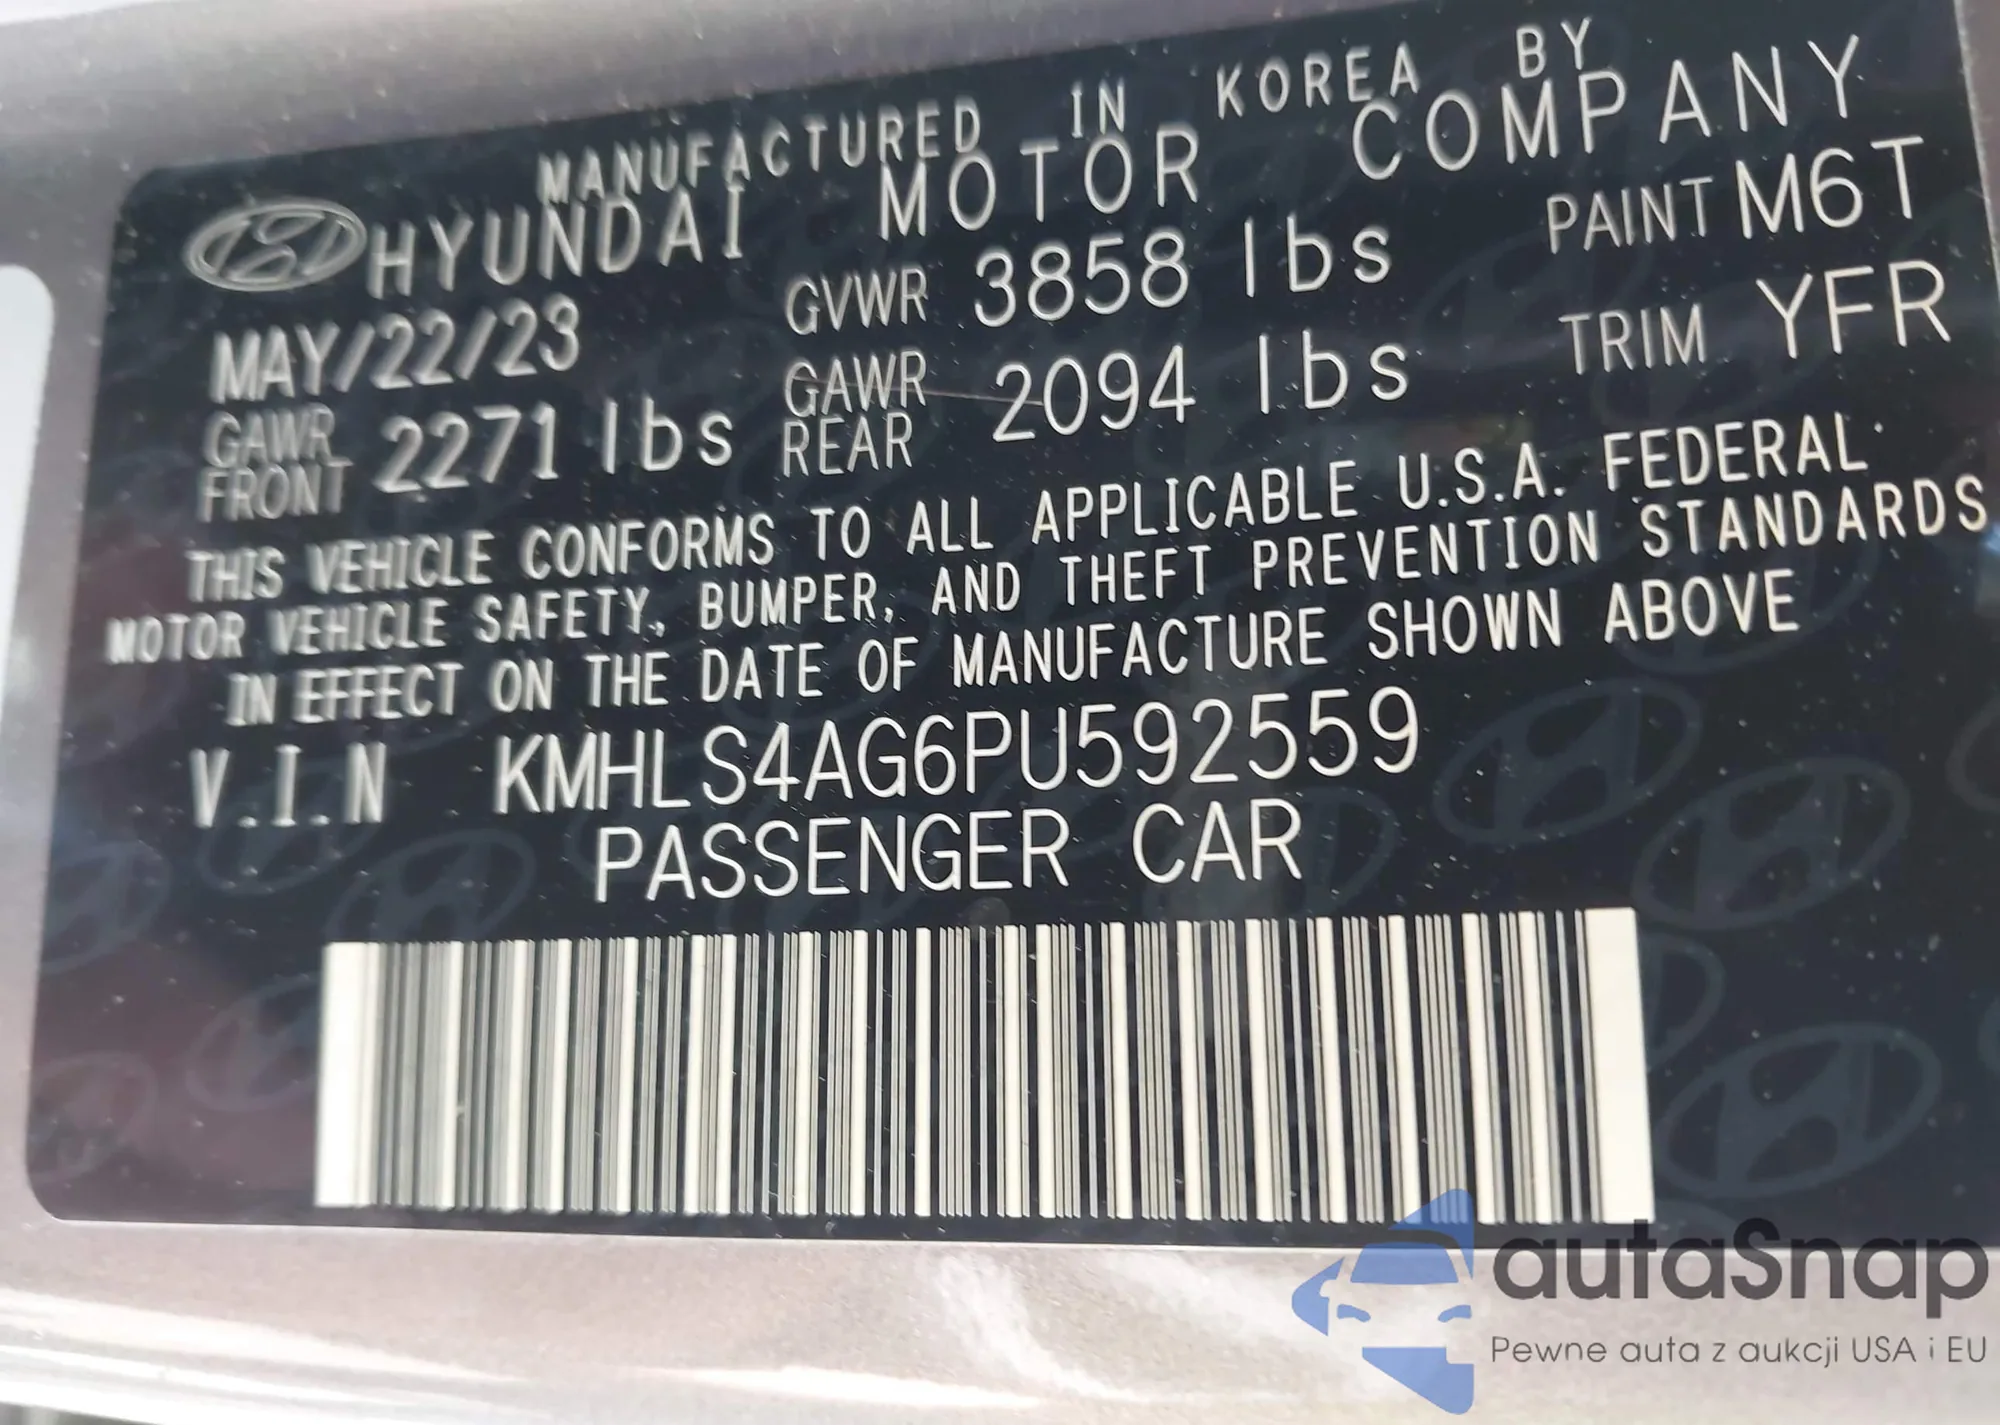 MANUFACTURED IN KOREA BY
HYUNDAI MOTOR COMPANY
MAY/22/23 GVWR 3858 lbs PAINT M6T
GAWR FRONT 2271 lbs GAWR REAR 2094 lbs TRIM YFR
THIS VEHICLE CONFORMS TO ALL APPLICABLE U.S.A. FEDERAL
MOTOR VEHICLE SAFETY, BUMPER, AND THEFT PREVENTION STANDARDS
IN EFFECT ON THE DATE OF MANUFACTURE SHOWN ABOVE
V.I.N KMHLS4AG6PU592559
PASSENGER CAR
autaSnap
Pewne auta z aukcji USA i EU